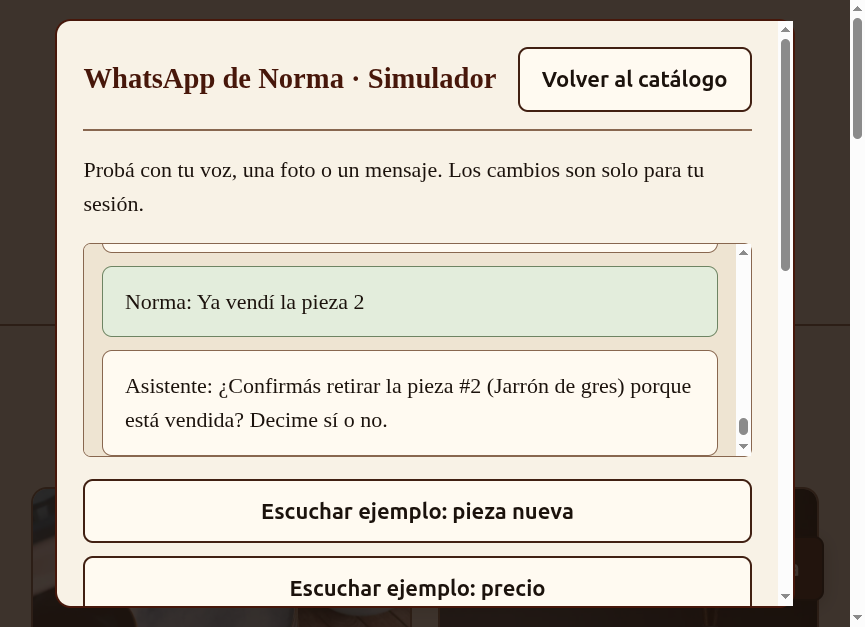 WhatsApp de Norma · Simulador
Volver al catálogo
Probá con tu voz, una foto o un mensaje. Los cambios son solo para tu
sesión.
Norma: Ya vendí la pieza 2
Asistente: ¿Confirmás retirar la pieza #2 (Jarrón de gres) porque
está vendida? Decime sí o no.
Escuchar ejemplo: pieza nueva
Escuchar ejemplo: precio